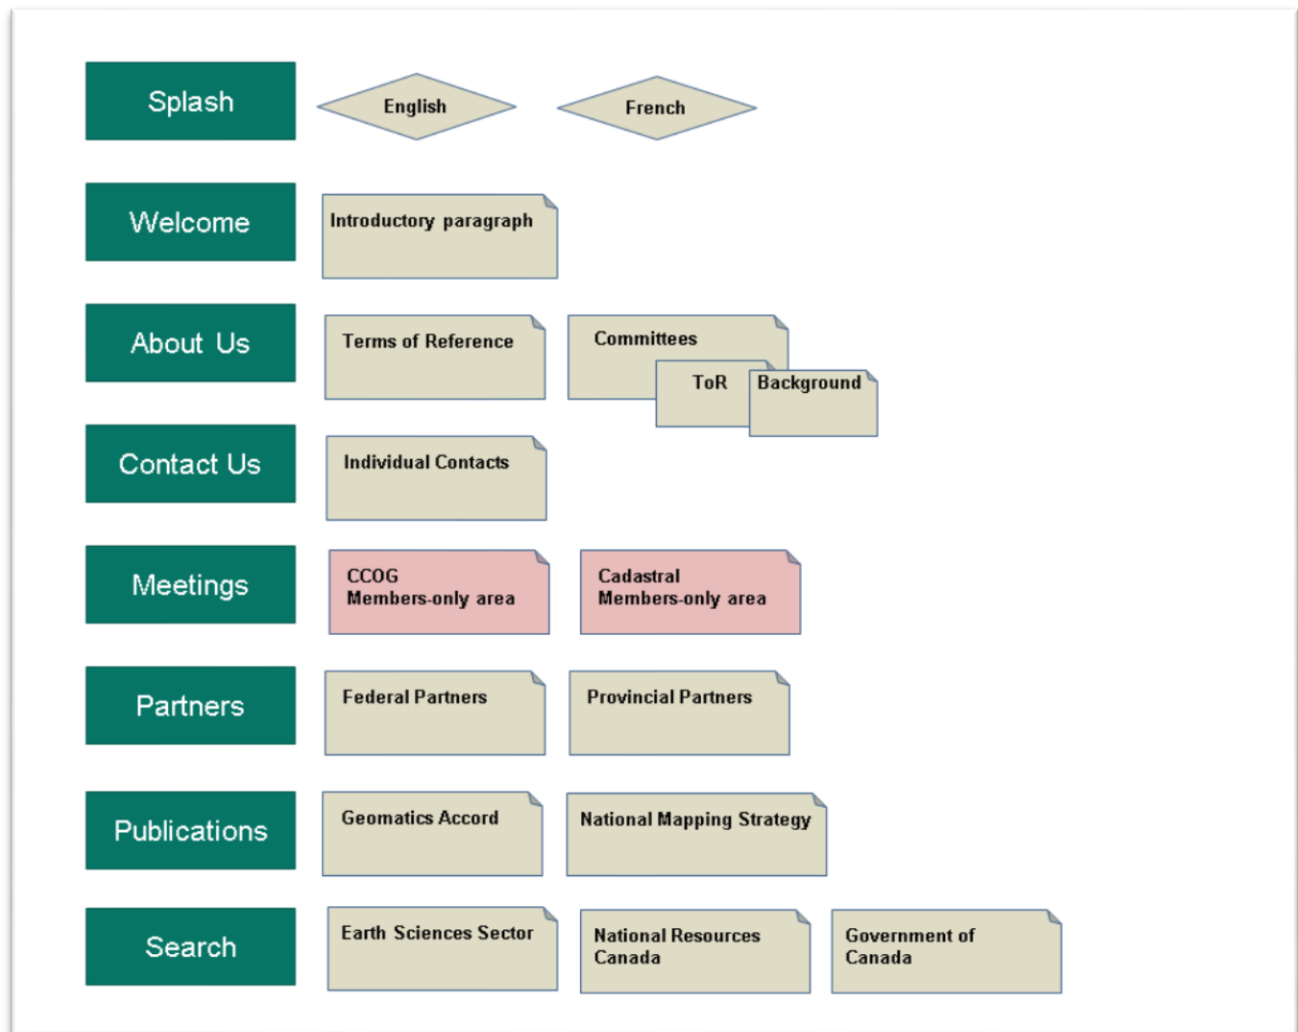 Splash
English
French
Welcome
Introductory paragraph
About Us
Terms of Reference
Committees
ToR
Background
Contact Us
Individual Contacts
Meetings
CCOG
Members-only area
Cadastral
Members-only area
Partners
Federal Partners
Provincial Partners
Publications
Geomatics Accord
National Mapping Strategy
Search
Earth Sciences Sector
National Resources
Canada
Government of
Canada